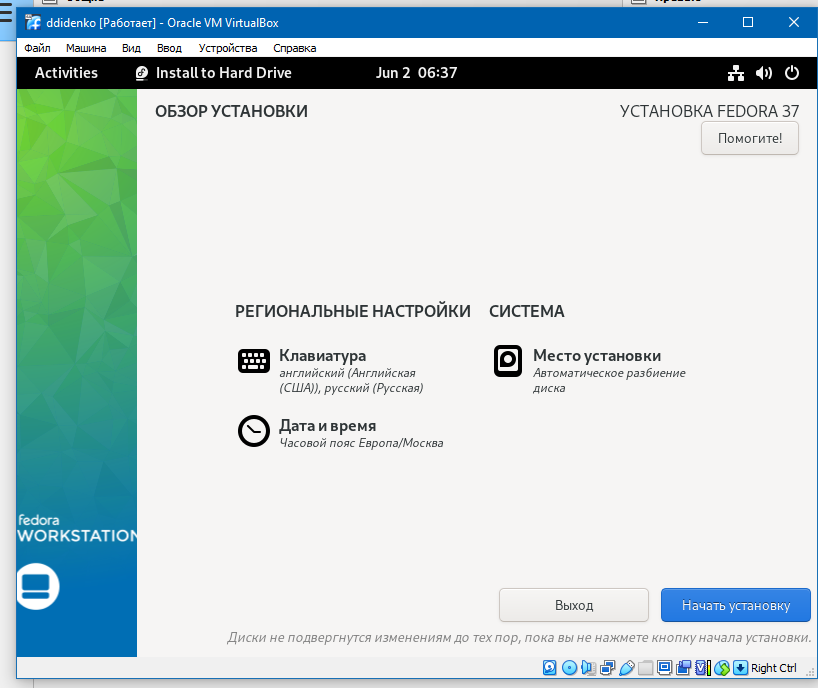 ddidenko [Работает] - Oracle VM VirtualBox
Файл Машина Вид Ввод Устройства Справка
Activities Install to Hard Drive Jun 2 06:37
ОБЗОР УСТАНОВКИ УСТАНОВКА FEDORA 37
Помогите!
РЕГИОНАЛЬНЫЕ НАСТРОЙКИ СИСТЕМА
Клавиатура
английский (Английская
(США)), русский (Русская)
Место установки
Автоматическое разбиение
диска
Дата и время
Часовой пояс Европа/Москва
fedora
WORKSTATION
Выход Начать установку
Диски не подвергнутся изменениям до тех пор, пока вы не нажмете кнопку начала установки.
Right Ctrl